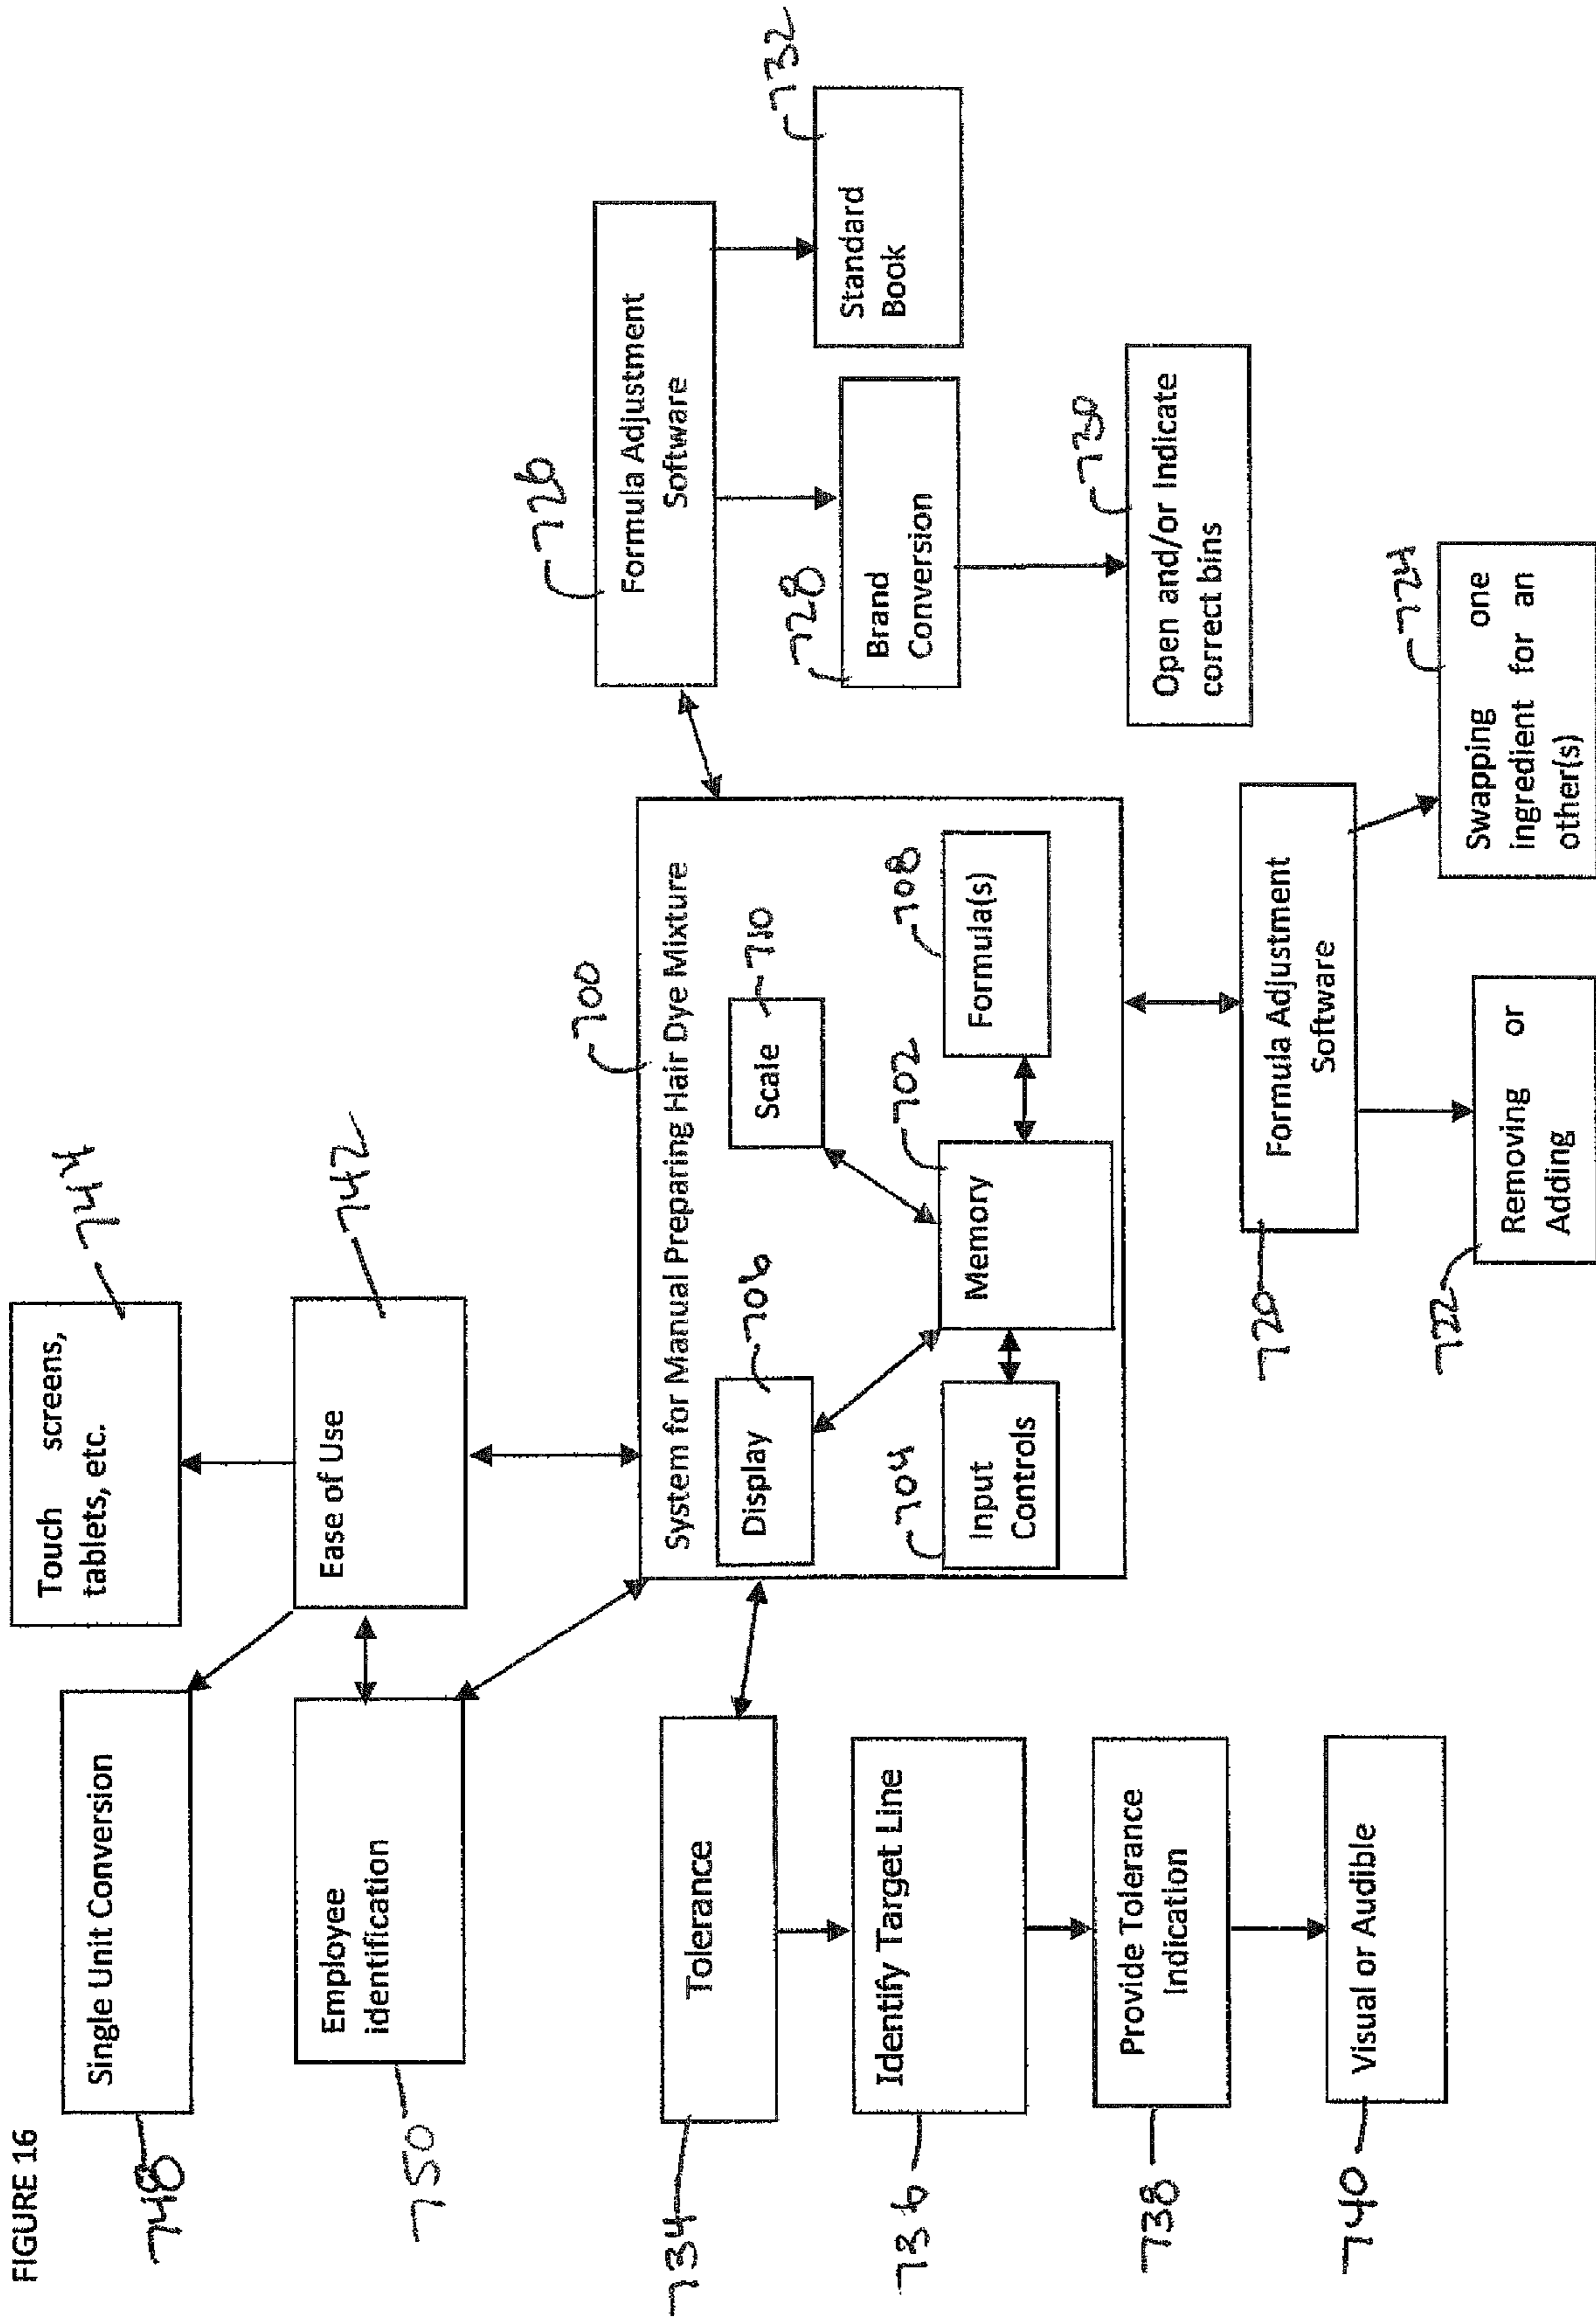 FIGURE 16
748
Single Unit Conversion
Touch screens,
tablets, etc.
744
750
Employee
identification
Ease of Use
742
734
Tolerance
736
Identify Target Line
738
Provide Tolerance
Indication
740
Visual or Audible
700
System for Manual Preparing Hair Dye Mixture
Display
706
Scale
710
704
Input
Controls
Memory
702
Formula(s)
708
726
Formula Adjustment
Software
728
Brand
Conversion
Standard
Book
732
Open and/or Indicate
correct bins
730
720
Formula Adjustment
Software
722
Removing or
Adding
Swapping one
ingredient for an
other(s)
724